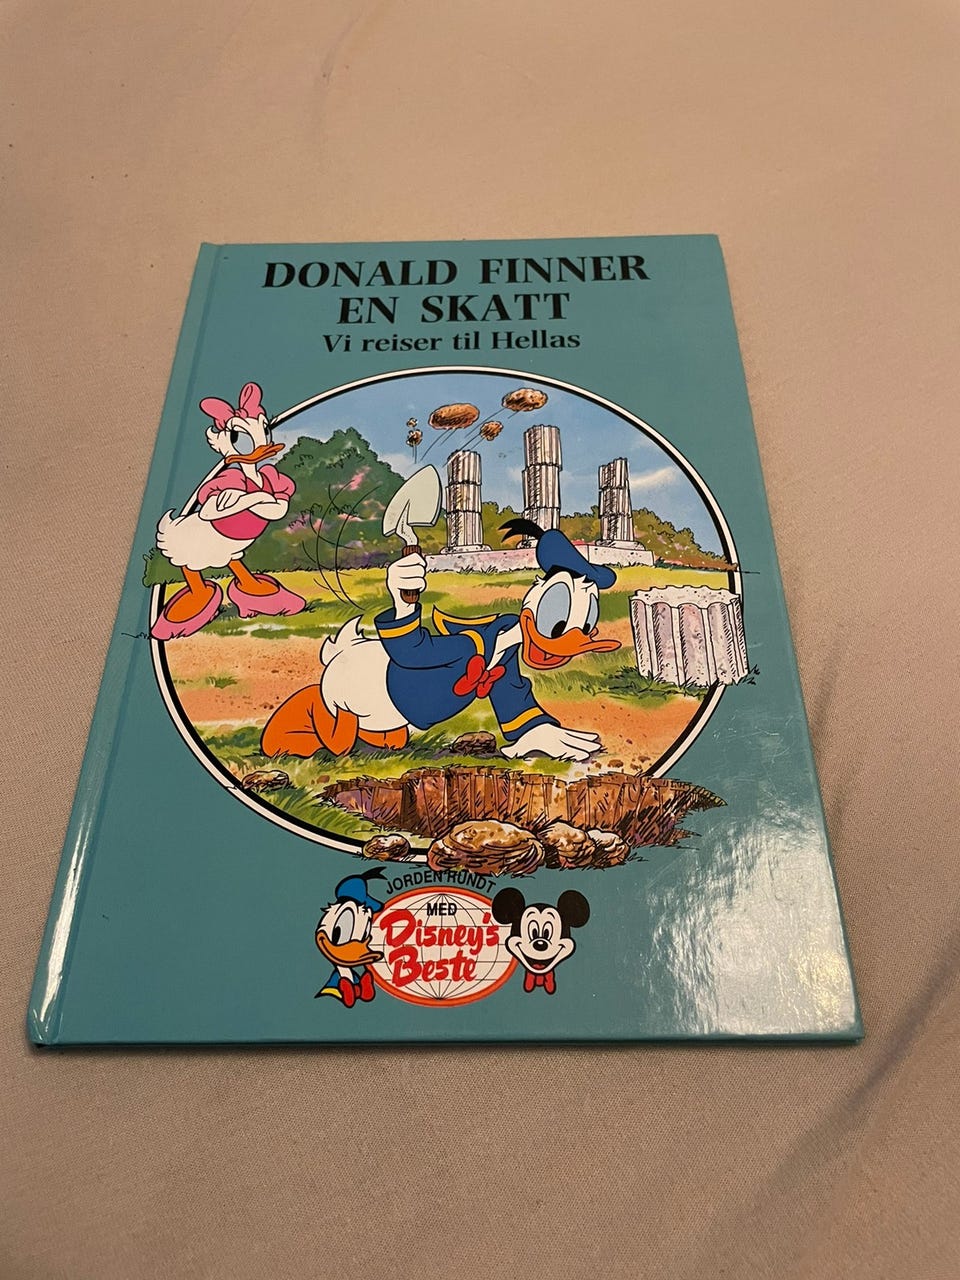 DONALD FINNER
EN SKATT
Vi reiser til Hellas
JORDEN RUNDT
MED
Disney's
Beste